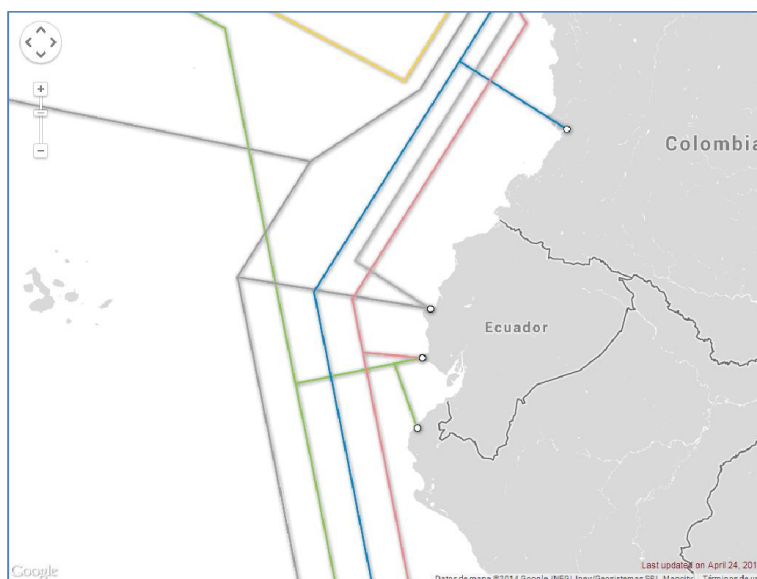 Colombia
Ecuador
Last updated on April 24, 201
Google
Datos de mapa ©2014 Google, INEGI, Inav/Geosistemas SRL, Mapcity - Términos de u